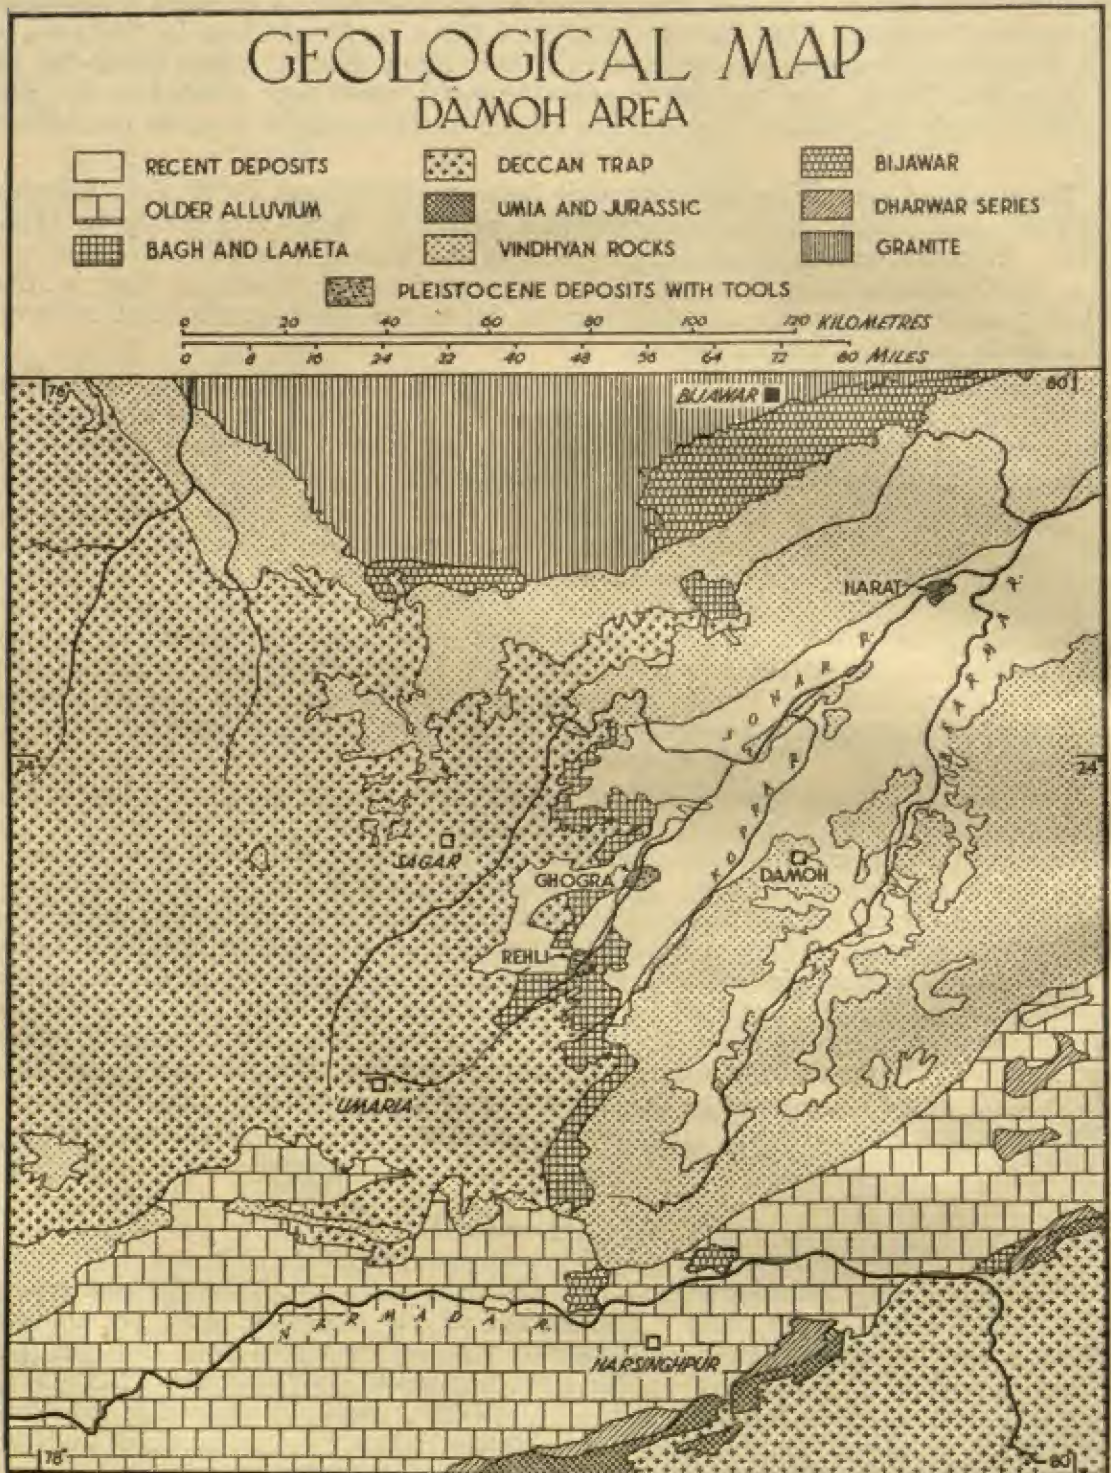 GEOLOGICAL MAP
DAMOH AREA
RECENT DEPOSITS
DECCAN TRAP
BIJAWAR
OLDER ALLUVIUM
UMIA AND JURASSIC
DHARWAR SERIES
BAGH AND LAMETA
VINDHYAN ROCKS
GRANITE
PLEISTOCENE DEPOSITS WITH TOOLS
0 20 40 60 80 100 120 KILOMETRES
0 8 16 24 32 40 48 56 64 72 80 MILES
78° 80°
BIJAWAR
HARAT
SONAR R.
24° 24°
KOPRA R
SAGAR
GHOGRA
DAMOH
REHLI
UMARIA
NARMADA R.
NARSINGHPUR
78° 80°